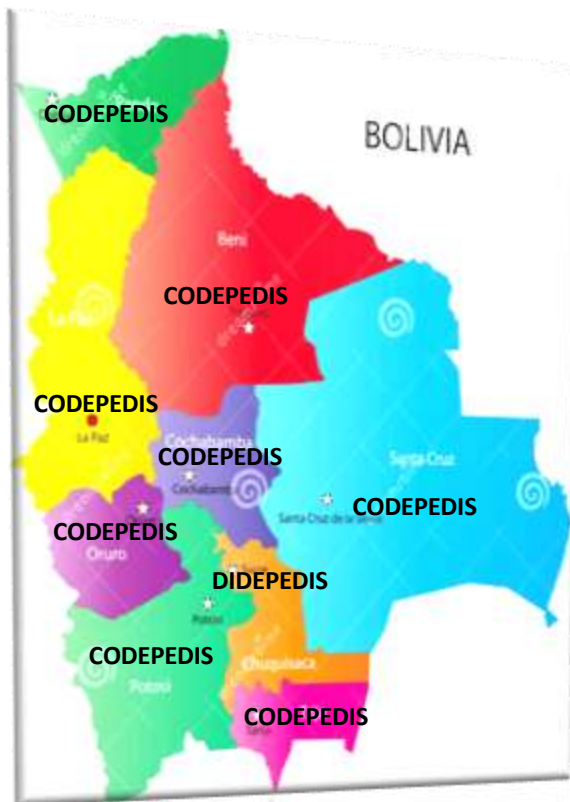 CODEPEDIS
BOLIVIA
Beni
CODEPEDIS
La Paz
CODEPEDIS
La Paz
Cochabamba
CODEPEDIS
Cochabamba
Santa Cruz
CODEPEDIS
Santa Cruz de la Sierra
CODEPEDIS
Oruro
DIDEPEDIS
Potosí
CODEPEDIS
Chuquisaca
Potosí
CODEPEDIS
Tarija